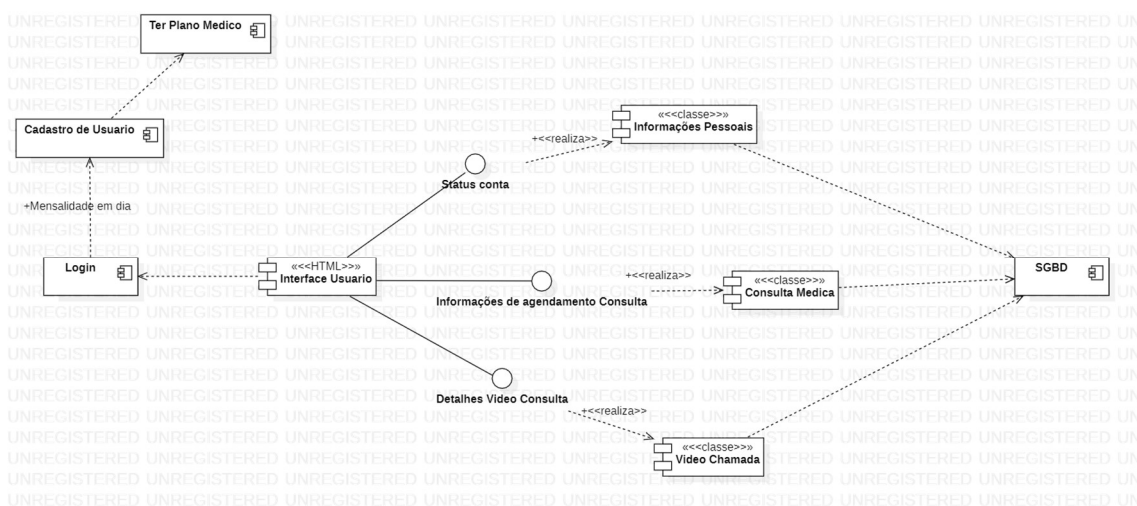 Ter Plano Medico
Cadastro de Usuario
+Mensalidade em dia
Login
«<<HTML>>»
Interface Usuario
Status conta
+<<realiza>>
«<<classe>>»
Informações Pessoais
Informações de agendamento Consulta
+<<realiza>>
«<<classe>>»
Consulta Medica
Detalhes Video Consulta
+<<realiza>>
«<<classe>>»
Video Chamada
SGBD
UNREGISTERED